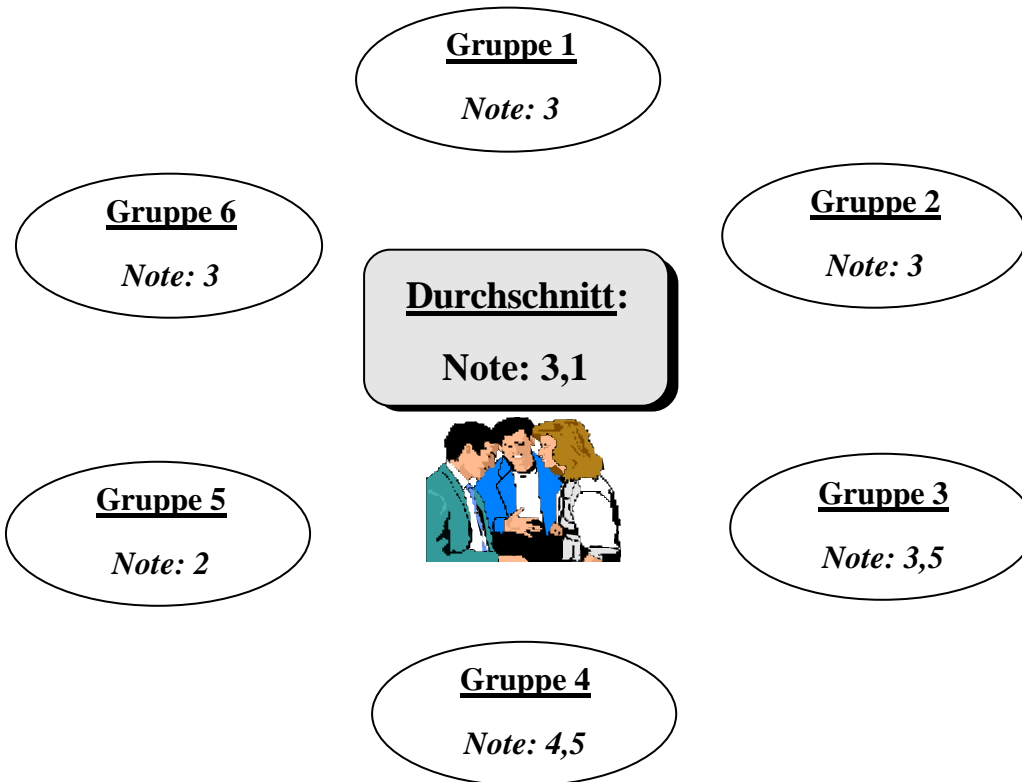 Gruppe 1
Note: 3
Gruppe 2
Note: 3
Gruppe 6
Note: 3
Durchschnitt:
Note: 3,1
Gruppe 3
Note: 3,5
Gruppe 5
Note: 2
Gruppe 4
Note: 4,5